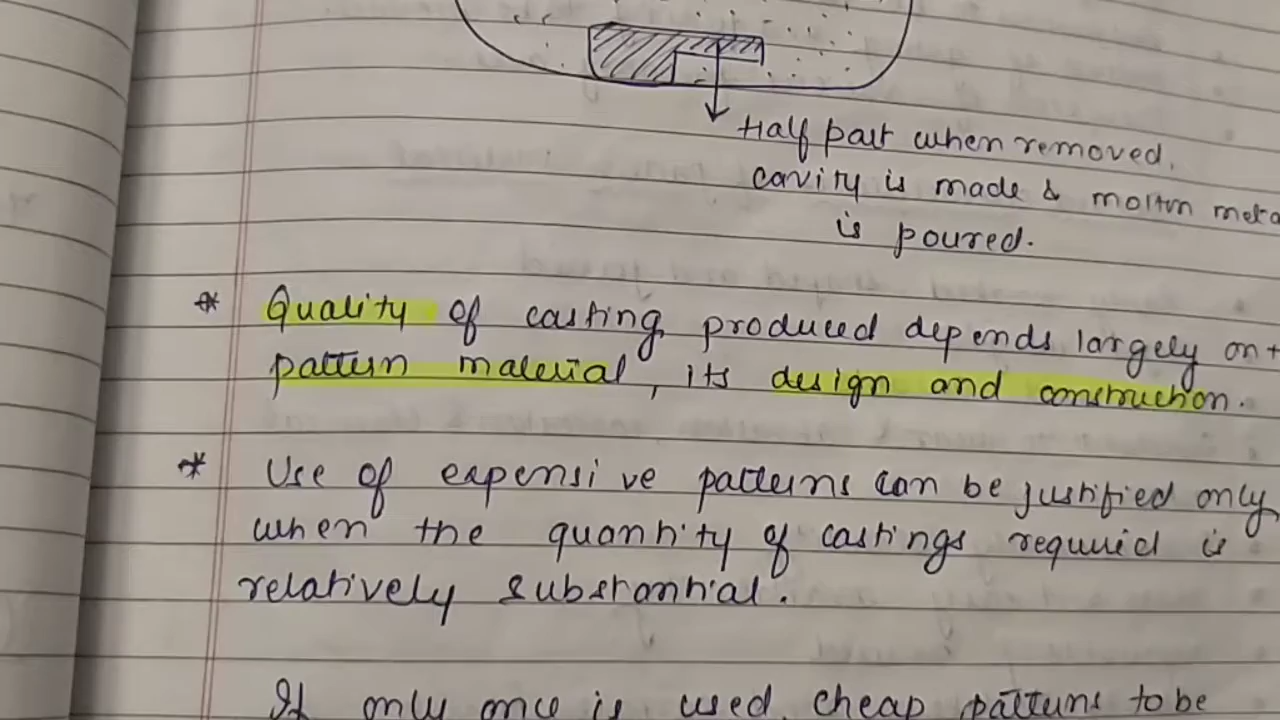 Half part when removed.
cavity is made & molten meta
is poured.
* Quality of casting produced depends largely on t
pattern material, its design and construction.
* Use of expensive patterns can be justified only
when the quantity of castings required is
relatively substantial.
If only once is used, cheap patterns to be